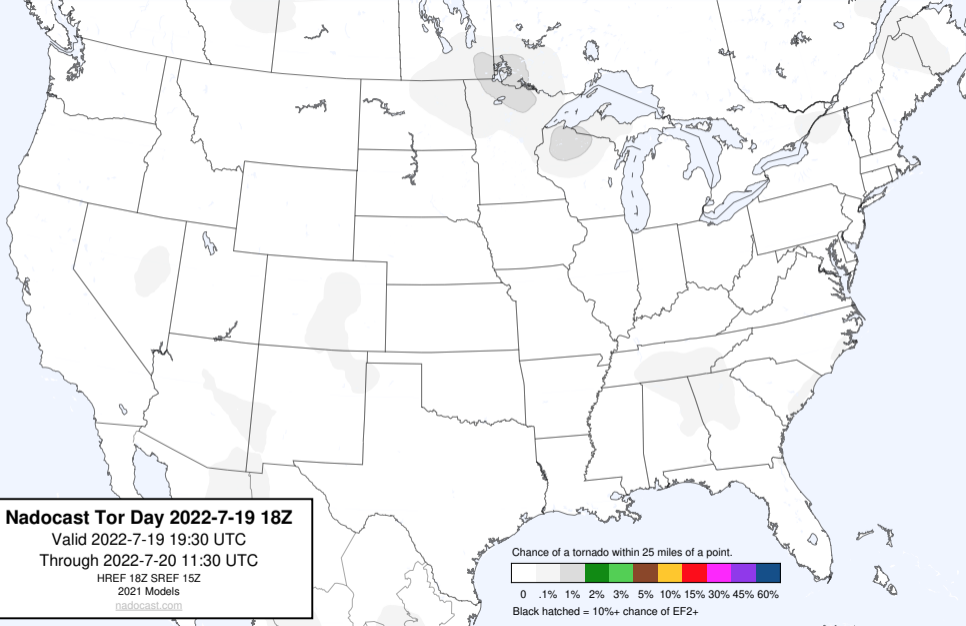 Nadocast Tor Day 2022-7-19 18Z
Valid 2022-7-19 19:30 UTC
Through 2022-7-20 11:30 UTC
HREF 18Z SREF 15Z
2021 Models
nadocast.com
Chance of a tornado within 25 miles of a point.
0 .1% 1% 2% 3% 5% 10% 15% 30% 45% 60%
Black hatched = 10%+ chance of EF2+